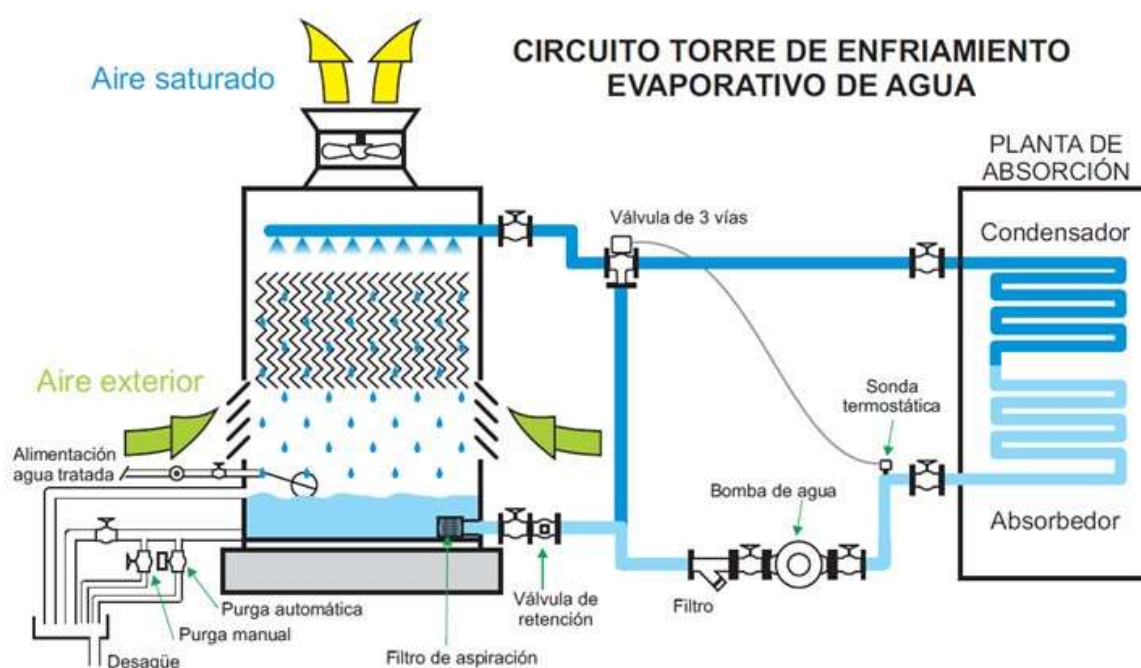 CIRCUITO TORRE DE ENFRIAMIENTO
EVAPORATIVO DE AGUA
Aire saturado
PLANTA DE
ABSORCIÓN
Válvula de 3 vías
Condensador
Aire exterior
Sonda
termostática
Alimentación
agua tratada
Bomba de agua
Absorbedor
Purga automática
Purga manual
Desagüe
Filtro de aspiración
Válvula de
retención
Filtro